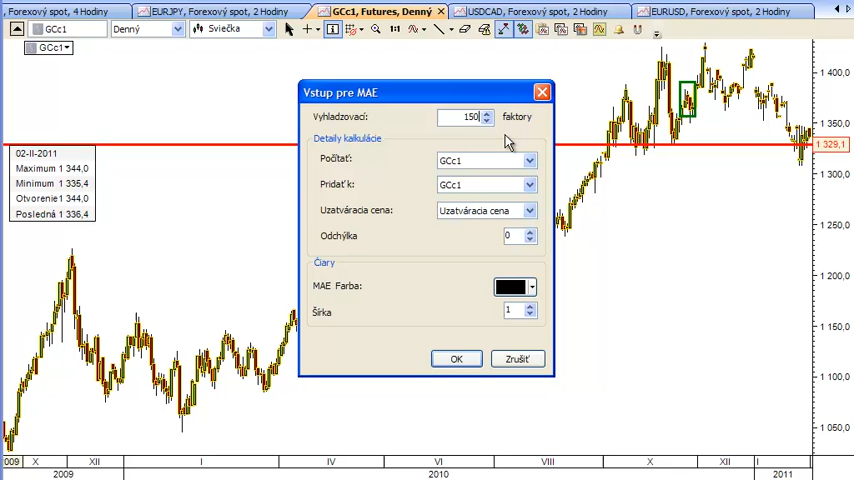 , Forexový spot, 4 Hodiny
EURJPY, Forexový spot, 2 Hodiny
GCc1, Futures, Denný
USDCAD, Forexový spot, 2 Hodiny
EURUSD, Forexový spot, 2 Hodiny
GCc1
Denný
Sviečka
1:1
GCc1
02-II-2011
Maximum 1 344,0
Minimum 1 335,4
Otvorenie 1 344,0
Posledná 1 336,4
Vstup pre MAE
Vyhladzovací: 150 faktory
Detaily kalkulácie
Počítať: GCc1
Pridať k: GCc1
Uzatváracia cena: Uzatváracia cena
Odchýlka 0
Čiary
MAE Farba:
Šírka 1
OK Zrušiť
1 400,0
1 350,0
1 329,1
1 300,0
1 250,0
1 200,0
1 150,0
1 100,0
1 050,0
009 X XII I IV VI VIII X XII I
2009 2010 2011